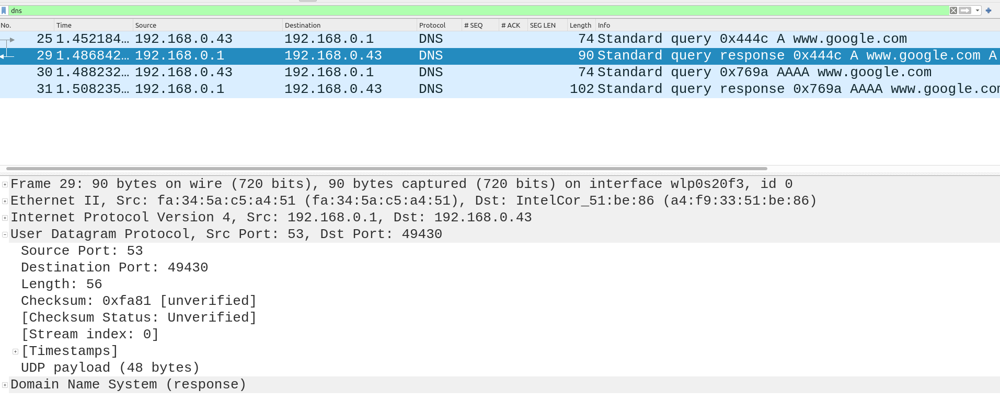 dns
No. Time Source Destination Protocol # SEQ # ACK SEG LEN Length Info
25 1.452184… 192.168.0.43 192.168.0.1 DNS 74 Standard query 0x444c A www.google.com
29 1.486842… 192.168.0.1 192.168.0.43 DNS 90 Standard query response 0x444c A www.google.com A
30 1.488232… 192.168.0.43 192.168.0.1 DNS 74 Standard query 0x769a AAAA www.google.com
31 1.508235… 192.168.0.1 192.168.0.43 DNS 102 Standard query response 0x769a AAAA www.google.com
Frame 29: 90 bytes on wire (720 bits), 90 bytes captured (720 bits) on interface wlp0s20f3, id 0
Ethernet II, Src: fa:34:5a:c5:a4:51 (fa:34:5a:c5:a4:51), Dst: IntelCor_51:be:86 (a4:f9:33:51:be:86)
Internet Protocol Version 4, Src: 192.168.0.1, Dst: 192.168.0.43
User Datagram Protocol, Src Port: 53, Dst Port: 49430
Source Port: 53
Destination Port: 49430
Length: 56
Checksum: 0xfa81 [unverified]
[Checksum Status: Unverified]
[Stream index: 0]
[Timestamps]
UDP payload (48 bytes)
Domain Name System (response)